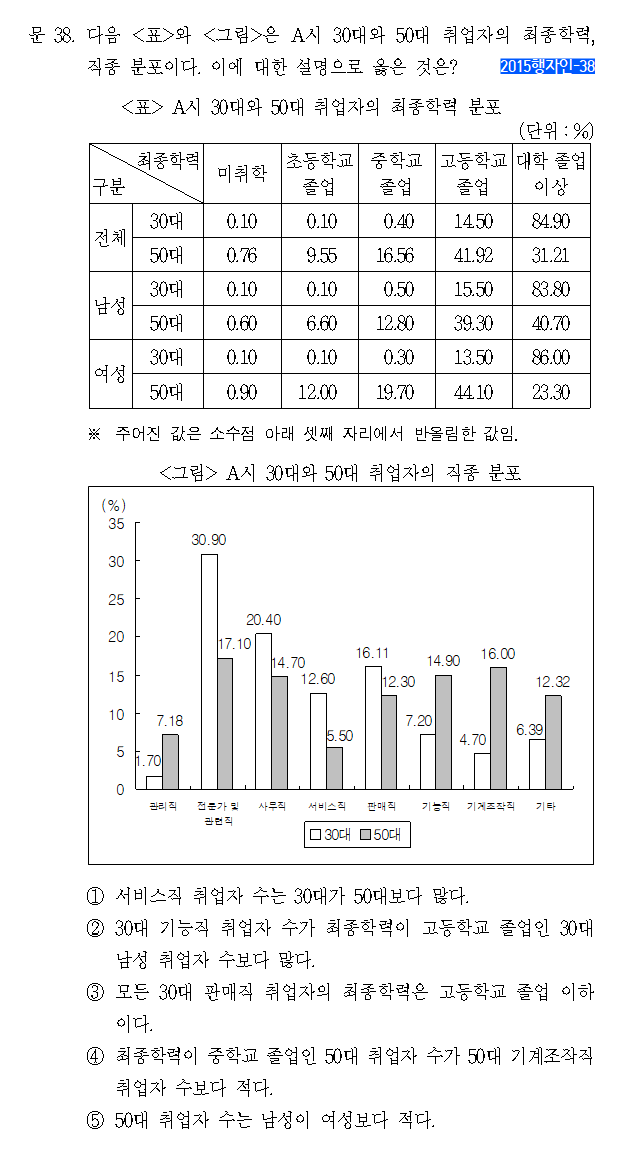 문 38. 다음 <표>와 <그림>은 A시 30대와 50대 취업자의 최종학력,
직종 분포이다. 이에 대한 설명으로 옳은 것은? 2015행자인-38
<표> A시 30대와 50대 취업자의 최종학력 분포
(단위 : %)
최종학력 구분 미취학 초등학교 졸업 중학교 졸업 고등학교 졸업 대학 졸업 이상
전체 30대 0.10 0.10 0.40 14.50 84.90
50대 0.76 9.55 16.56 41.92 31.21
남성 30대 0.10 0.10 0.50 15.50 83.80
50대 0.60 6.60 12.80 39.30 40.70
여성 30대 0.10 0.10 0.30 13.50 86.00
50대 0.90 12.00 19.70 44.10 23.30
※ 주어진 값은 소수점 아래 셋째 자리에서 반올림한 값임.
<그림> A시 30대와 50대 취업자의 직종 분포
(%)
35
30
25
20
15
10
5
0
1.70 7.18
30.90 17.10
20.40 14.70
12.60 5.50
16.11 12.30
7.20 14.90
4.70 16.00
6.39 12.32
관리직 전문가 및 관련직 사무직 서비스직 판매직 기능직 기계조작직 기타
30대 50대
① 서비스직 취업자 수는 30대가 50대보다 많다.
② 30대 기능직 취업자 수가 최종학력이 고등학교 졸업인 30대
남성 취업자 수보다 많다.
③ 모든 30대 판매직 취업자의 최종학력은 고등학교 졸업 이하
이다.
④ 최종학력이 중학교 졸업인 50대 취업자 수가 50대 기계조작직
취업자 수보다 적다.
⑤ 50대 취업자 수는 남성이 여성보다 적다.